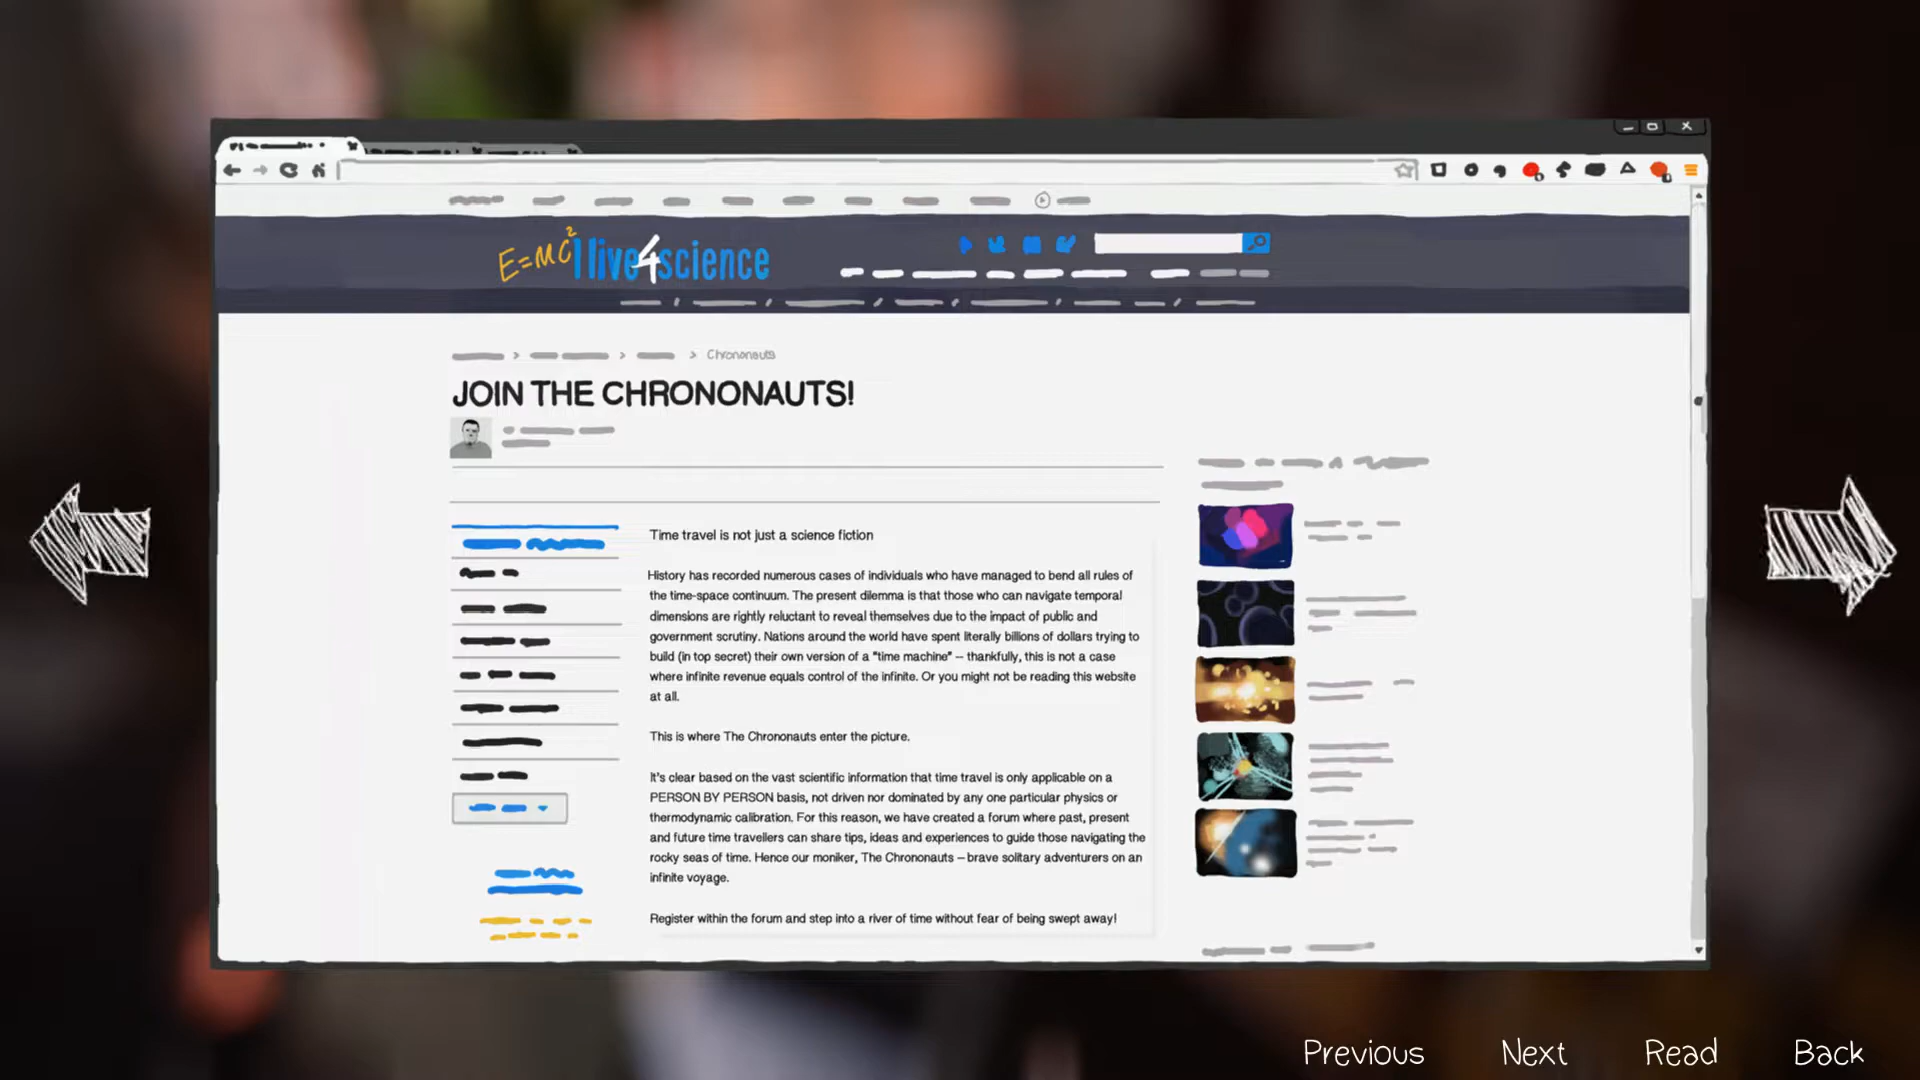 E=mc² I live4science
> > > Chrononauts
JOIN THE CHRONONAUTS!
Time travel is not just a science fiction
History has recorded numerous cases of individuals who have managed to bend all rules of
the time-space continuum. The present dilemma is that those who can navigate temporal
dimensions are rightly reluctant to reveal themselves due to the impact of public and
government scrutiny. Nations around the world have spent literally billions of dollars trying to
build (in top secret) their own version of a "time machine" – thankfully, this is not a case
where infinite revenue equals control of the infinite. Or you might not be reading this website
at all.
This is where The Chrononauts enter the picture.
It's clear based on the vast scientific information that time travel is only applicable on a
PERSON BY PERSON basis, not driven nor dominated by any one particular physics or
thermodynamic calibration. For this reason, we have created a forum where past, present
and future time travellers can share tips, ideas and experiences to guide those navigating the
rocky seas of time. Hence our moniker, The Chrononauts – brave solitary adventurers on an
infinite voyage.
Register within the forum and step into a river of time without fear of being swept away!
Previous Next Read Back